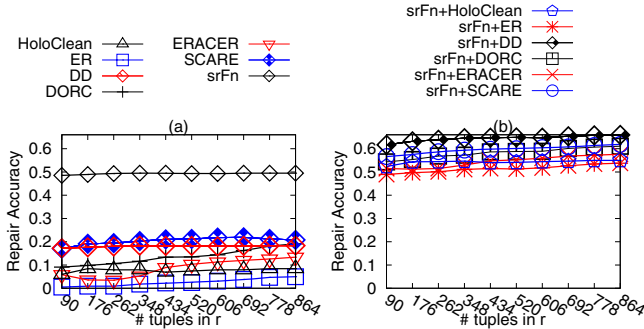 HoloClean
ER
DD
DORC
ERACER
SCARE
srFn
srFn+HoloClean
srFn+ER
srFn+DD
srFn+DORC
srFn+ERACER
srFn+SCARE
(a)
Repair Accuracy
0.6
0.5
0.4
0.3
0.2
0.1
0
90 176 262 348 434 520 606 692 778 864
# tuples in r
(b)
Repair Accuracy
0.6
0.5
0.4
0.3
0.2
0.1
0
90 176 262 348 434 520 606 692 778 864
# tuples in r